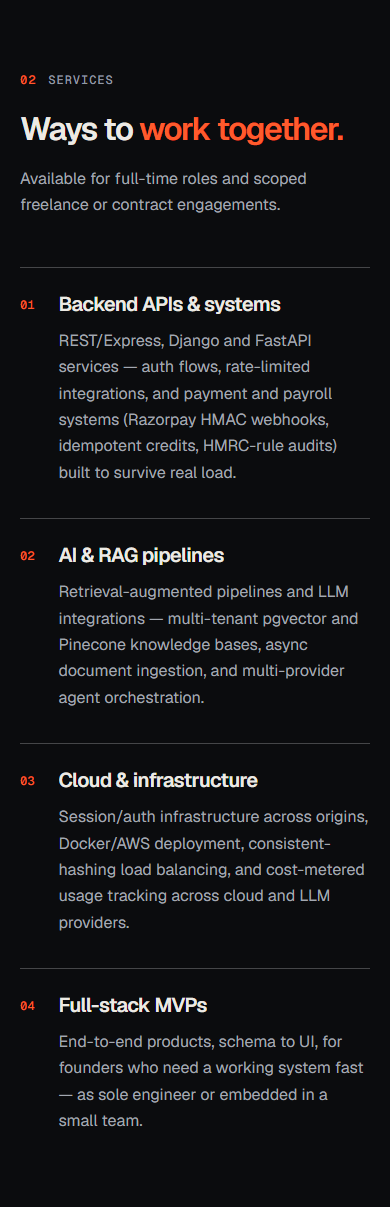 02 SERVICES
Ways to work together.
Available for full-time roles and scoped
freelance or contract engagements.
01 Backend APIs & systems
REST/Express, Django and FastAPI
services — auth flows, rate-limited
integrations, and payment and payroll
systems (Razorpay HMAC webhooks,
idempotent credits, HMRC-rule audits)
built to survive real load.
02 AI & RAG pipelines
Retrieval-augmented pipelines and LLM
integrations — multi-tenant pgvector and
Pinecone knowledge bases, async
document ingestion, and multi-provider
agent orchestration.
03 Cloud & infrastructure
Session/auth infrastructure across origins,
Docker/AWS deployment, consistent-
hashing load balancing, and cost-metered
usage tracking across cloud and LLM
providers.
04 Full-stack MVPs
End-to-end products, schema to UI, for
founders who need a working system fast
— as sole engineer or embedded in a
small team.